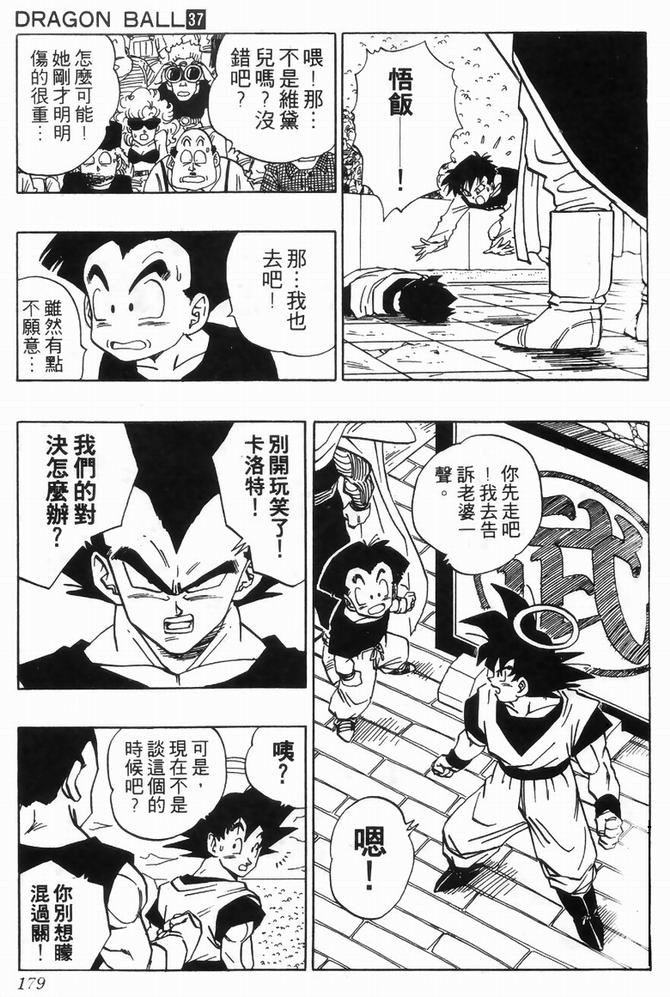 DRAGON BALL 37
悟飯——！
喂！那…
不是維黛
兒嗎？沒
錯吧？
怎麼可能！
她剛才明明
傷的很重…
那…我也
去吧！
雖然有點
不願意…
你先走吧
！我去告
訴老婆一
聲。
嗯！
別開玩笑了！
卡洛特！
我們的對
決怎麼辦？
咦？
可是，
現在不是
談這個的
時候吧？
你別想矇
混過關！
179